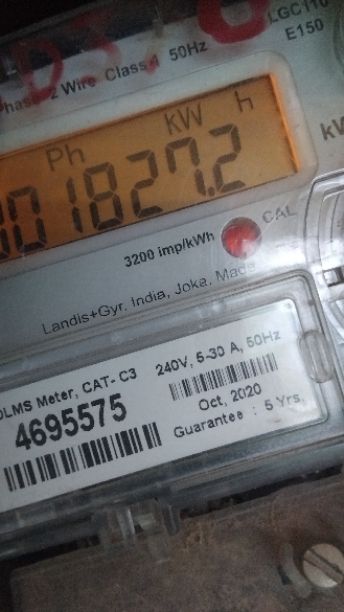 LGC110
E150
Phase 2 Wire Class 1 50Hz
Ph KW h
001827.2
CAL
3200 imp/kWh
Landis+Gyr. India, Joka. Made
DLMS Meter, CAT- C3
4695575
240V, 5-30 A, 50Hz
Oct, 2020
Guarantee : 5 Yrs.